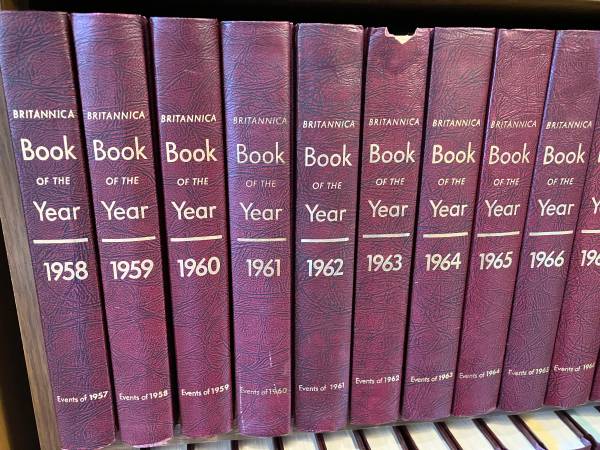 BRITANNICA
Book
OF THE
Year
1958
Events of 1957
BRITANNICA
Book
OF THE
Year
1959
Events of 1958
BRITANNICA
Book
OF THE
Year
1960
Events of 1959
BRITANNICA
Book
OF THE
Year
1961
Events of 1960
BRITANNICA
Book
OF THE
Year
1962
Events of 1961
BRITANNICA
Book
OF THE
Year
1963
Events of 1962
BRITANNICA
Book
OF THE
Year
1964
Events of 1963
BRITANNICA
Book
OF THE
Year
1965
Events of 1964
BRITANNICA
Book
OF THE
Year
1966
Events of 1965